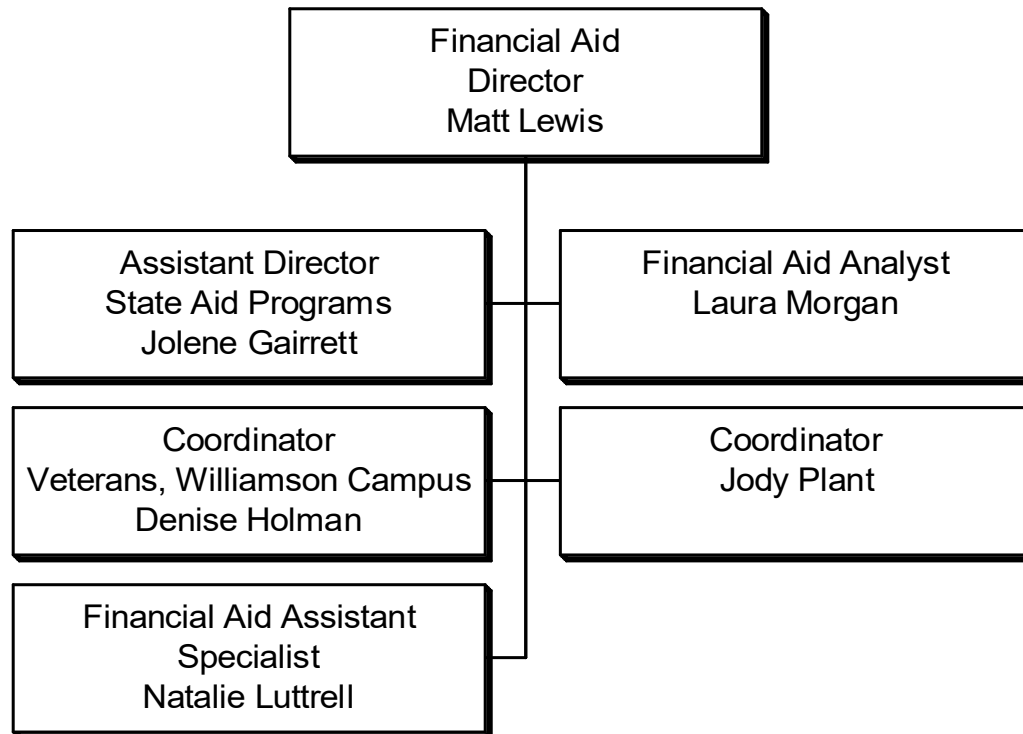 Financial Aid
Director
Matt Lewis
Assistant Director
State Aid Programs
Jolene Gairrett
Financial Aid Analyst
Laura Morgan
Coordinator
Veterans, Williamson Campus
Denise Holman
Coordinator
Jody Plant
Financial Aid Assistant
Specialist
Natalie Luttrell